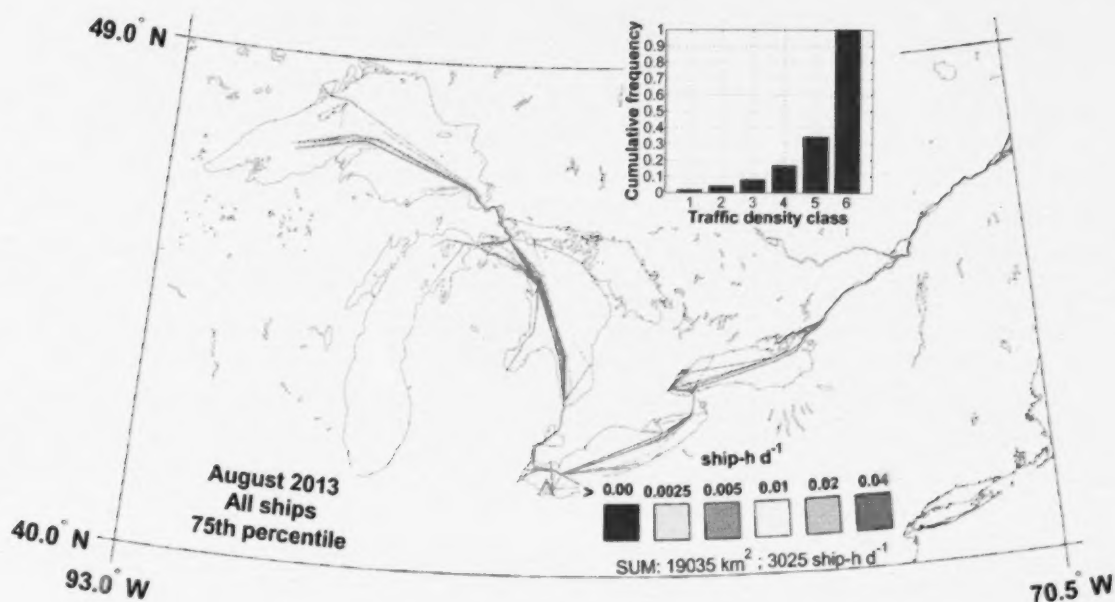 49.0° N
1
0.9
0.8
0.7
0.6
0.5
0.4
0.3
0.2
0.1
0
Cumulative frequency
1 2 3 4 5 6
Traffic density class
August 2013
All ships
75th percentile
ship-h d⁻¹
> 0.00 0.0025 0.005 0.01 0.02 0.04
SUM: 19035 km² ; 3025 ship-h d⁻¹
40.0° N
93.0° W
70.5° W